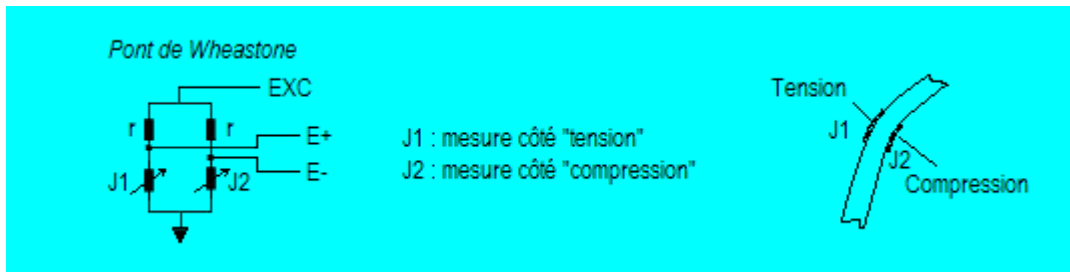 Pont de Wheastone
EXC
r
r
E+
E-
J1
J2
J1 : mesure côté "tension"
J2 : mesure côté "compression"
Tension
J1
J2
Compression